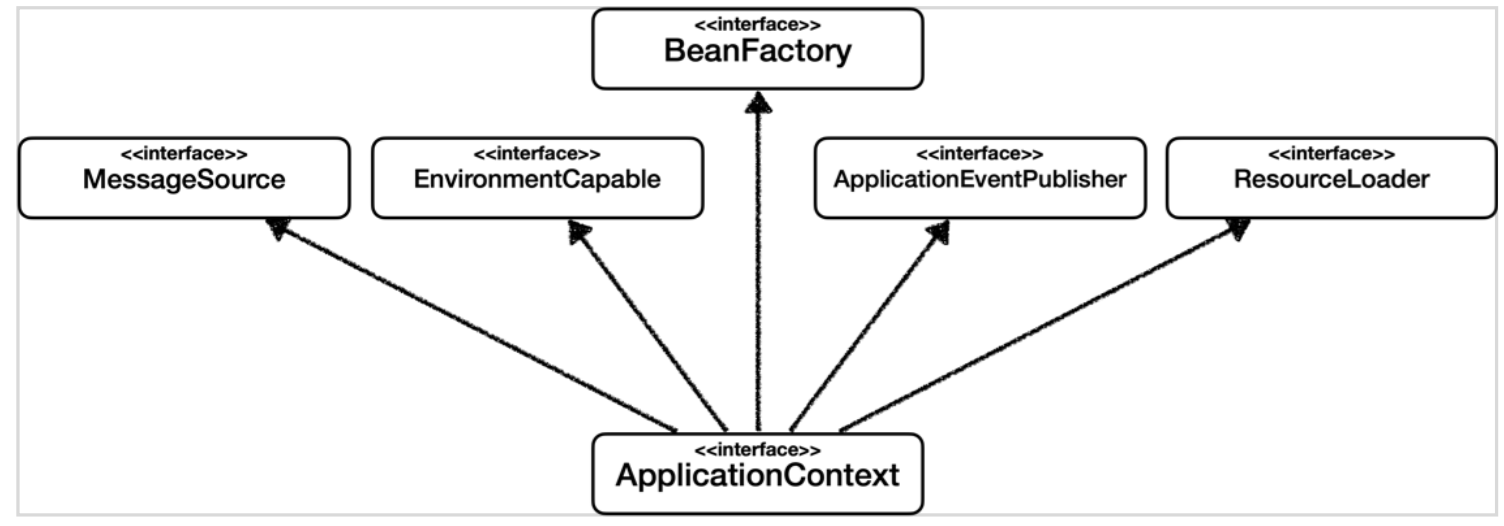 <<interface>>
BeanFactory
<<interface>>
MessageSource
<<interface>>
EnvironmentCapable
<<interface>>
ApplicationEventPublisher
<<interface>>
ResourceLoader
<<interface>>
ApplicationContext